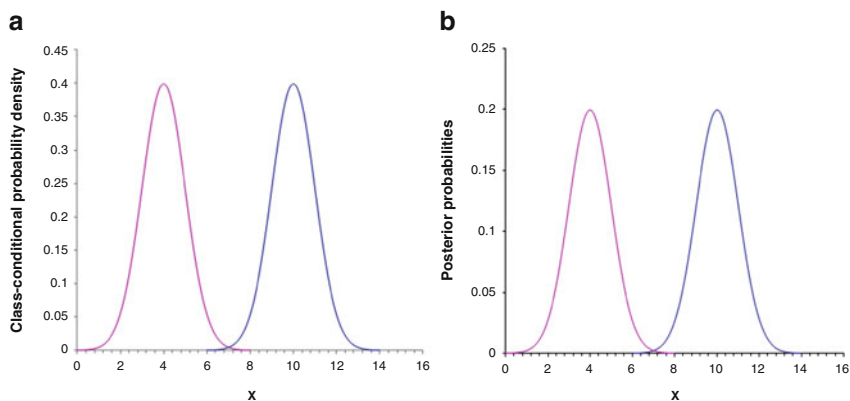 a
Class-conditional probability density
0.45
0.4
0.35
0.3
0.25
0.2
0.15
0.1
0.05
0
0 2 4 6 8 10 12 14 16
x
b
Posterior probabilities
0.25
0.2
0.15
0.1
0.05
0
0 2 4 6 8 10 12 14 16
x